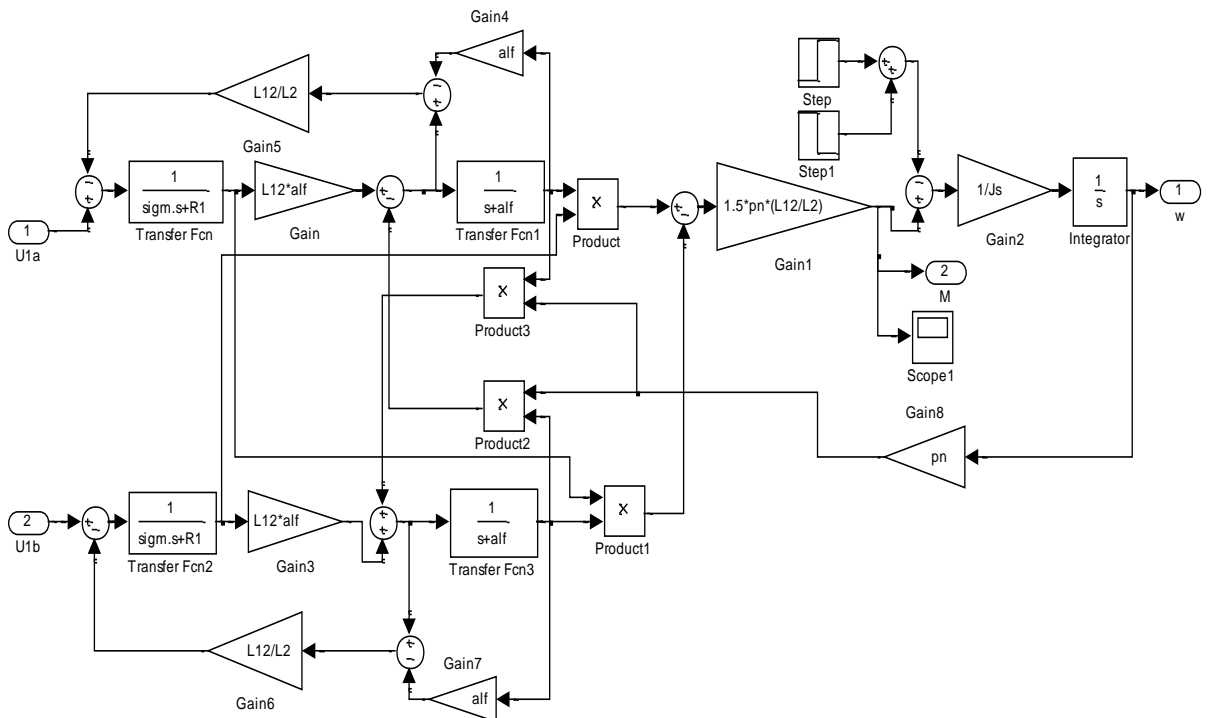 Gain4
alf
Step
L12/L2
Step1
Gain5
1
sigm.s+R1
Transfer Fcn
L12*alf
Gain
1
s+alf
Transfer Fcn1
X
Product
1.5*pn*(L12/L2)
Gain1
1/Js
Gain2
1
s
Integrator
1
w
1
U1a
2
M
X
Product3
Scope1
X
Product2
Gain8
pn
2
U1b
1
sigm.s+R1
Transfer Fcn2
L12*alf
Gain3
1
s+alf
Transfer Fcn3
X
Product1
L12/L2
Gain6
Gain7
alf